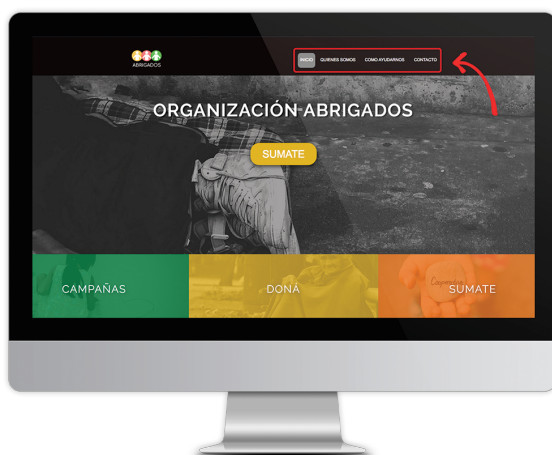 ABRIGADOS
INICIO QUIENES SOMOS COMO AYUDARNOS CONTACTO
ORGANIZACIÓN ABRIGADOS
SUMATE
CAMPAÑAS DONÁ SUMATE